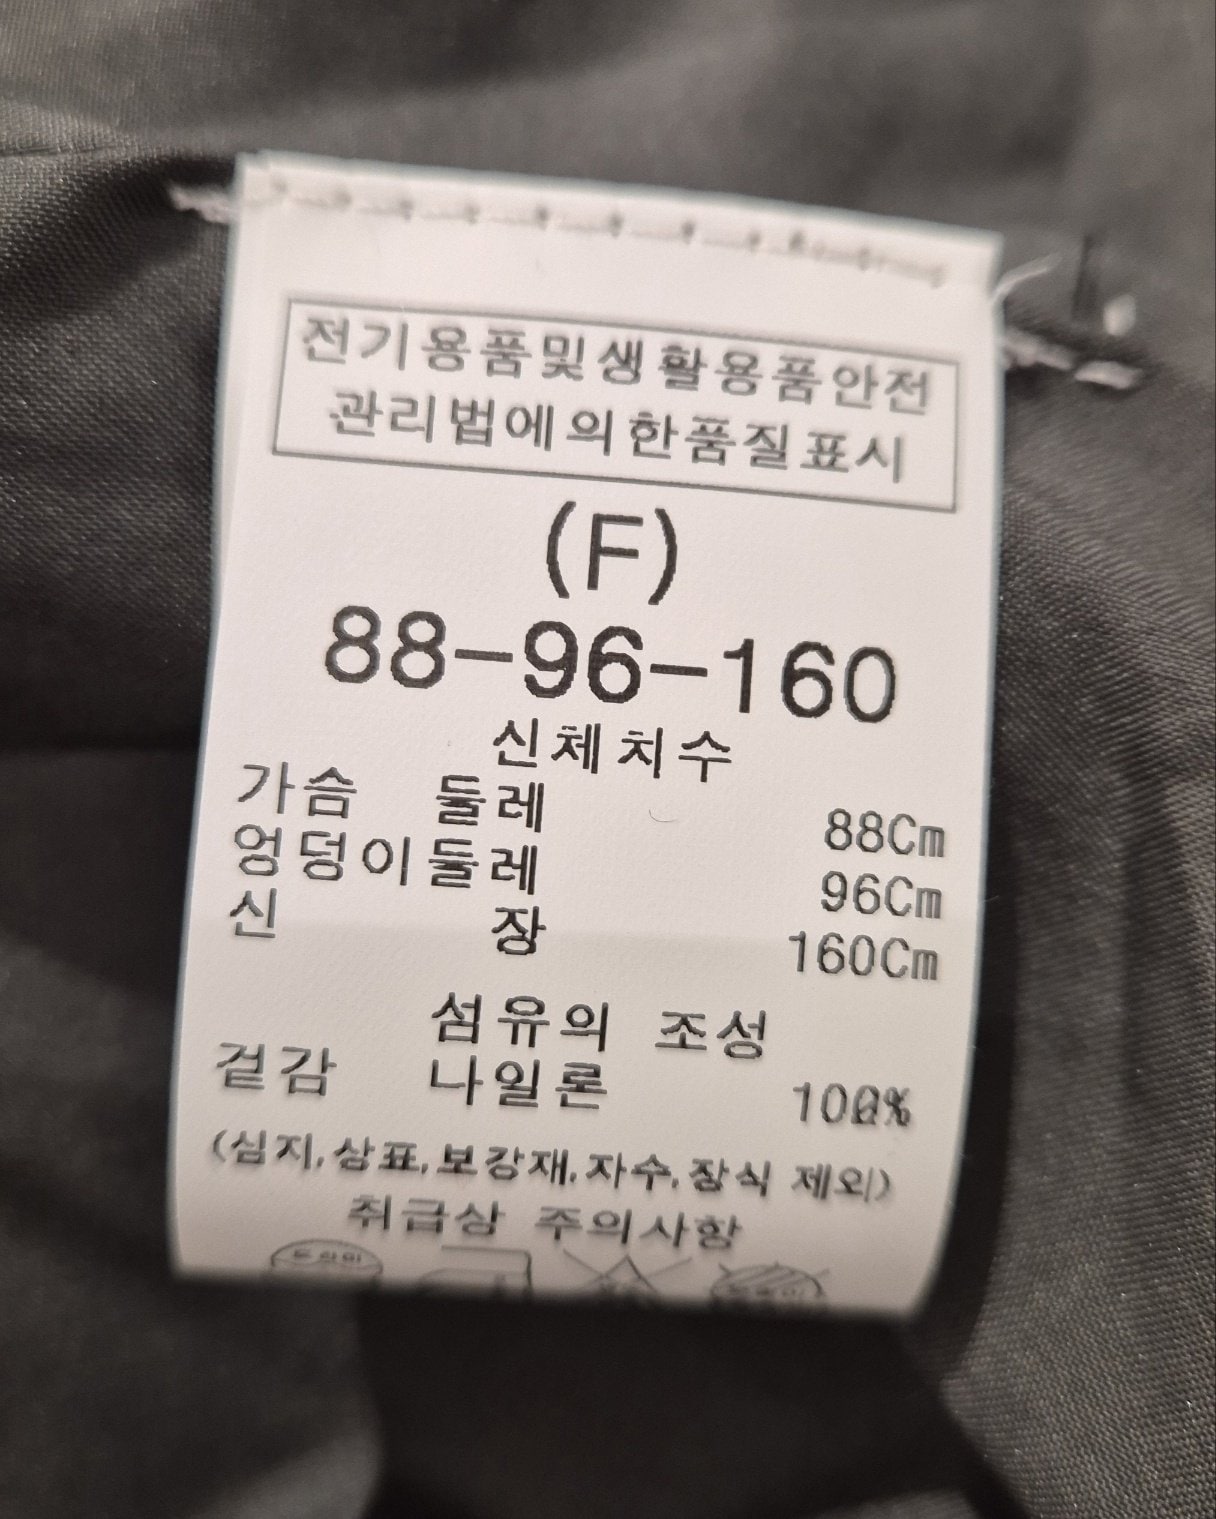 전기용품및생활용품안전
관리법에의한품질표시
(F)
88-96-160
신체치수
가슴 둘레 88Cm
엉덩이둘레 96Cm
신 장 160Cm
섬유의 조성
겉감 나일론 100%
(심지,상표,보강재,자수,장식 제외)
취급상 주의사항